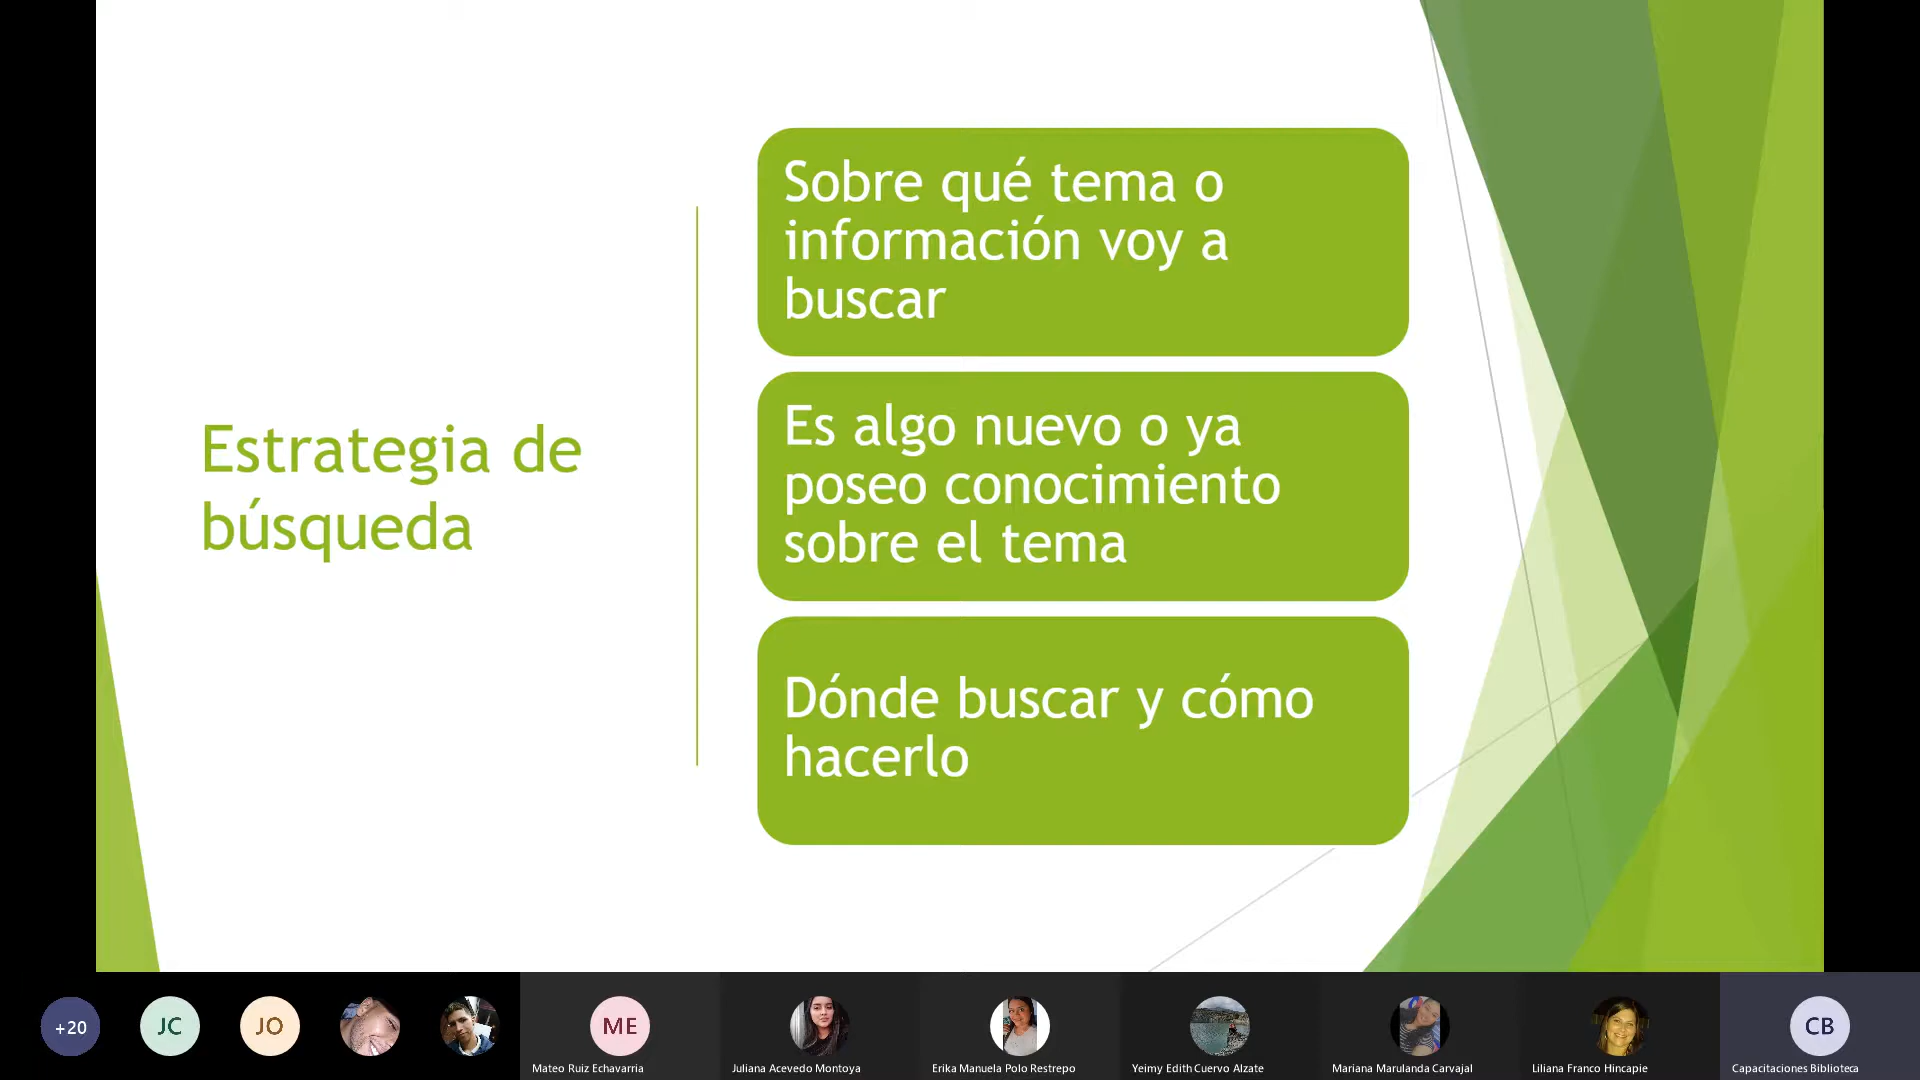 Estrategia de
búsqueda
Sobre qué tema o
información voy a
buscar
Es algo nuevo o ya
poseo conocimiento
sobre el tema
Dónde buscar y cómo
hacerlo
+20
JC
JO
ME
CB
Mateo Ruiz Echavarria
Juliana Acevedo Montoya
Erika Manuela Polo Restrepo
Yeimy Edith Cuervo Alzate
Mariana Marulanda Carvajal
Liliana Franco Hincapie
Capacitaciones Biblioteca